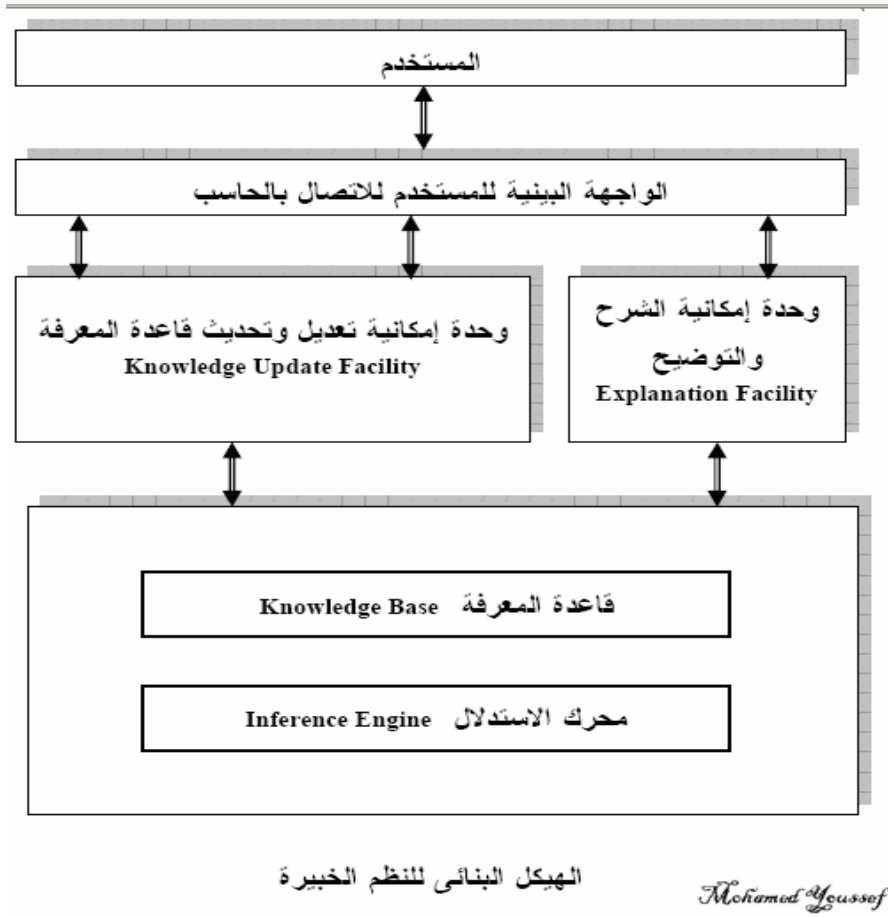 المستخدم
الواجهة البينية للمستخدم للاتصال بالحاسب
وحدة إمكانية الشرح
والتوضيح
Explanation Facility
وحدة إمكانية تعديل وتحديث قاعدة المعرفة
Knowledge Update Facility
قاعدة المعرفة Knowledge Base
محرك الاستدلال Inference Engine
الهيكل البنائى للنظم الخبيرة
Mohamed Youssef